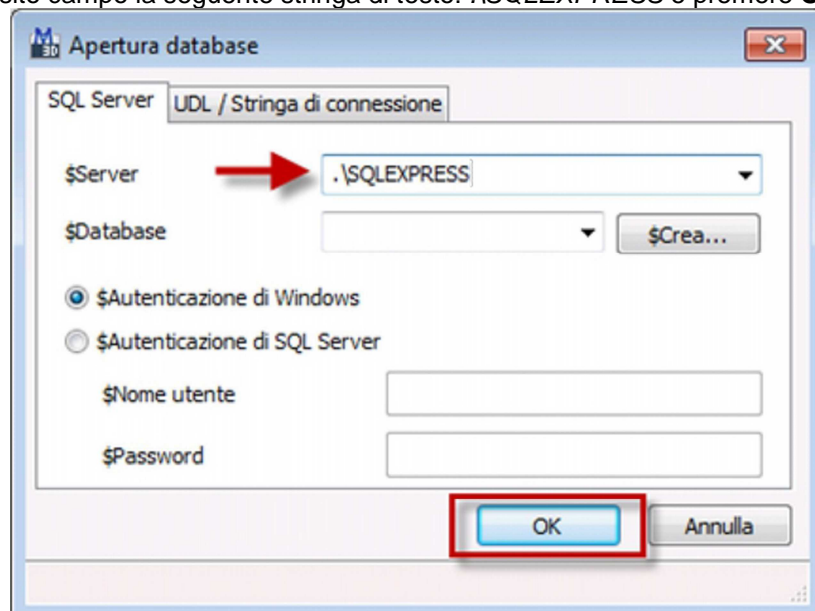 campo la seguente stringa di testo: .\SQLEXPRESS e premere
Apertura database
SQL Server UDL / Stringa di connessione
$Server .\SQLEXPRESS
$Database $Crea...
$Autenticazione di Windows
$Autenticazione di SQL Server
$Nome utente
$Password
OK Annulla